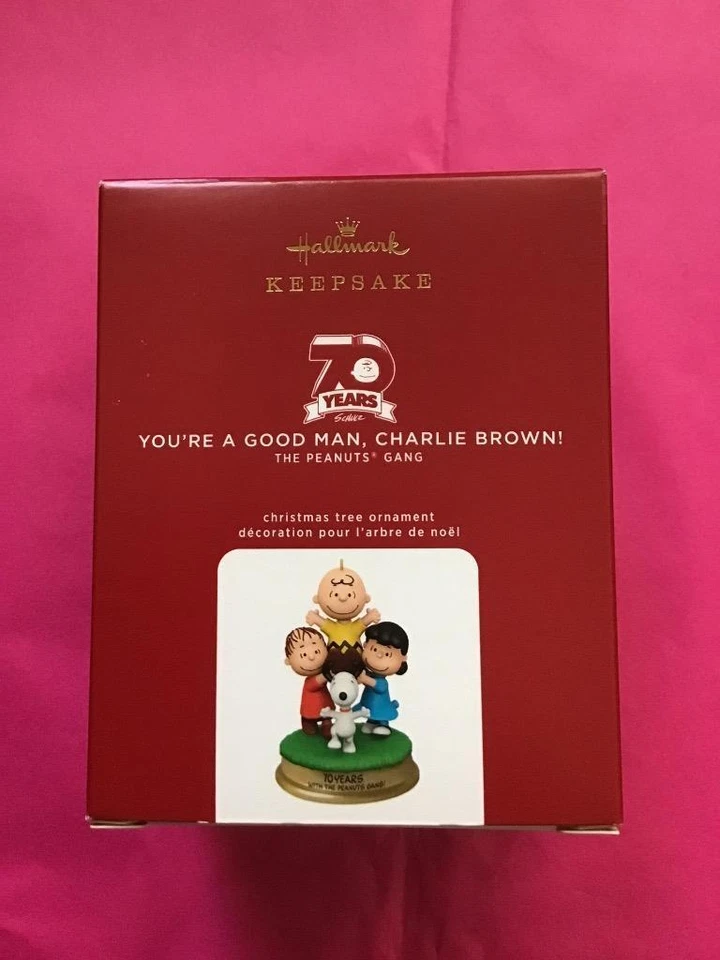 Hallmark
KEEPSAKE
70
YEARS
SCHULZ
YOU'RE A GOOD MAN, CHARLIE BROWN!
THE PEANUTS® GANG
christmas tree ornament
décoration pour l'arbre de noël
70 YEARS
WITH THE PEANUTS GANG!